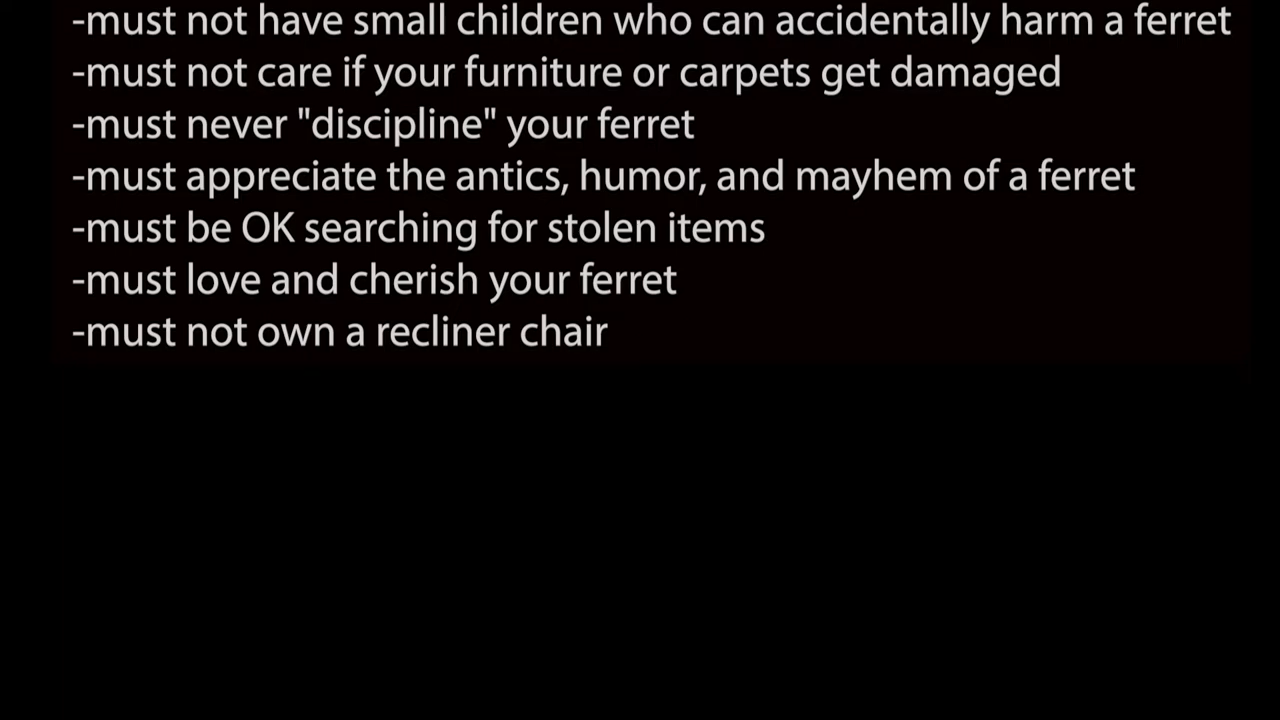 -must not have small children who can accidentally harm a ferret
-must not care if your furniture or carpets get damaged
-must never "discipline" your ferret
-must appreciate the antics, humor, and mayhem of a ferret
-must be OK searching for stolen items
-must love and cherish your ferret
-must not own a recliner chair